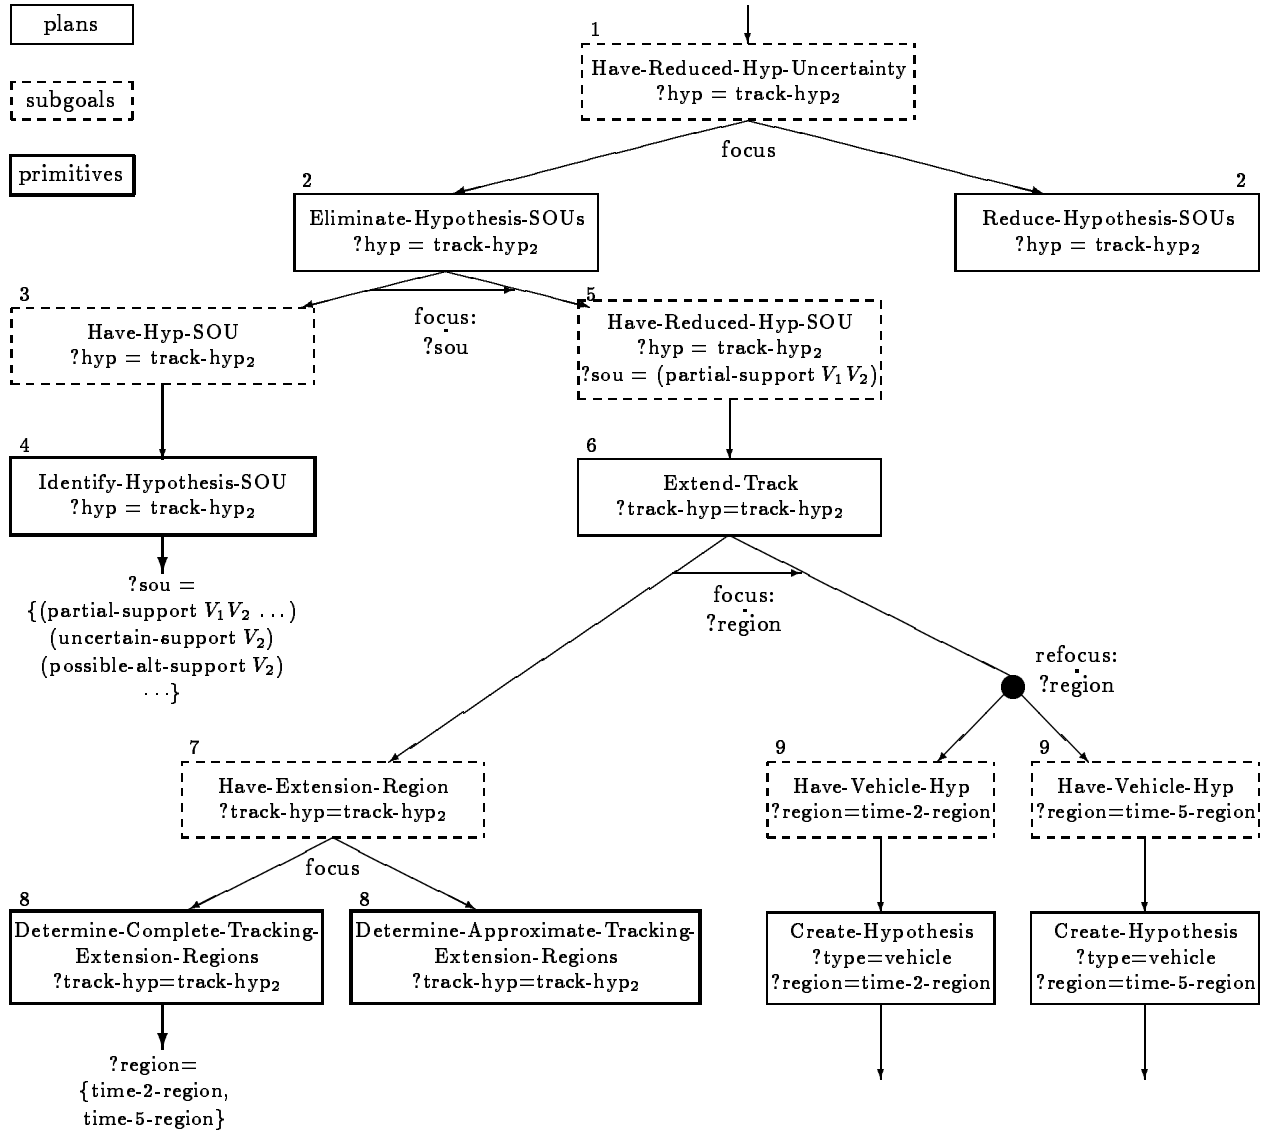 plans
subgoals
primitives
1
Have-Reduced-Hyp-Uncertainty
?hyp = track-hyp₂
focus
2
Eliminate-Hypothesis-SOUs
?hyp = track-hyp₂
2
Reduce-Hypothesis-SOUs
?hyp = track-hyp₂
3
Have-Hyp-SOU
?hyp = track-hyp₂
focus:
?sou
5
Have-Reduced-Hyp-SOU
?hyp = track-hyp₂
?sou = (partial-support V₁ V₂)
4
Identify-Hypothesis-SOU
?hyp = track-hyp₂
?sou =
{(partial-support V₁ V₂ ...)
(uncertain-support V₂)
(possible-alt-support V₂)
...}
6
Extend-Track
?track-hyp=track-hyp₂
focus:
?region
refocus:
?region
7
Have-Extension-Region
?track-hyp=track-hyp₂
focus
9
Have-Vehicle-Hyp
?region=time-2-region
9
Have-Vehicle-Hyp
?region=time-5-region
8
Determine-Complete-Tracking-
Extension-Regions
?track-hyp=track-hyp₂
8
Determine-Approximate-Tracking-
Extension-Regions
?track-hyp=track-hyp₂
Create-Hypothesis
?type=vehicle
?region=time-2-region
Create-Hypothesis
?type=vehicle
?region=time-5-region
?region=
{time-2-region,
time-5-region}